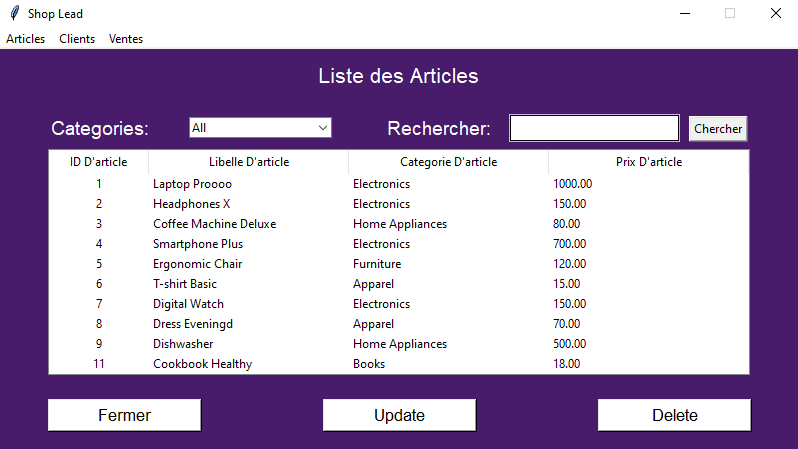 Shop Lead
Articles Clients Ventes
Liste des Articles
Categories: All Rechercher: Chercher
ID D'article Libelle D'article Categorie D'article Prix D'article
1 Laptop Proooo Electronics 1000.00
2 Headphones X Electronics 150.00
3 Coffee Machine Deluxe Home Appliances 80.00
4 Smartphone Plus Electronics 700.00
5 Ergonomic Chair Furniture 120.00
6 T-shirt Basic Apparel 15.00
7 Digital Watch Electronics 150.00
8 Dress Eveningd Apparel 70.00
9 Dishwasher Home Appliances 500.00
11 Cookbook Healthy Books 18.00
Fermer Update Delete